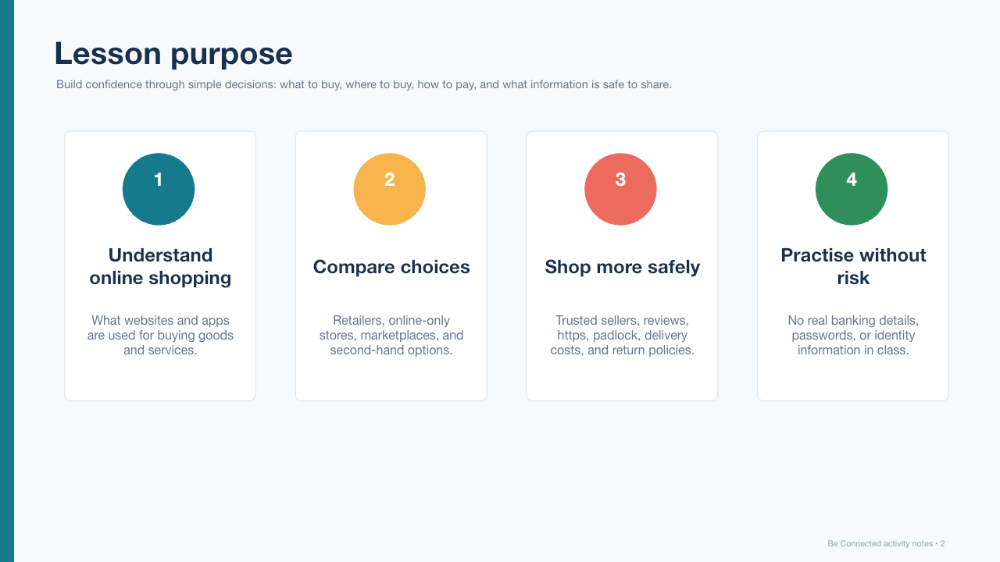 Lesson purpose
Build confidence through simple decisions: what to buy, where to buy, how to pay, and what information is safe to share.
1
Understand
online shopping
What websites and apps
are used for buying goods
and services.
2
Compare choices
Retailers, online-only
stores, marketplaces, and
second-hand options.
3
Shop more safely
Trusted sellers, reviews,
https, padlock, delivery
costs, and return policies.
4
Practise without
risk
No real banking details,
passwords, or identity
information in class.
Be Connected activity notes • 2